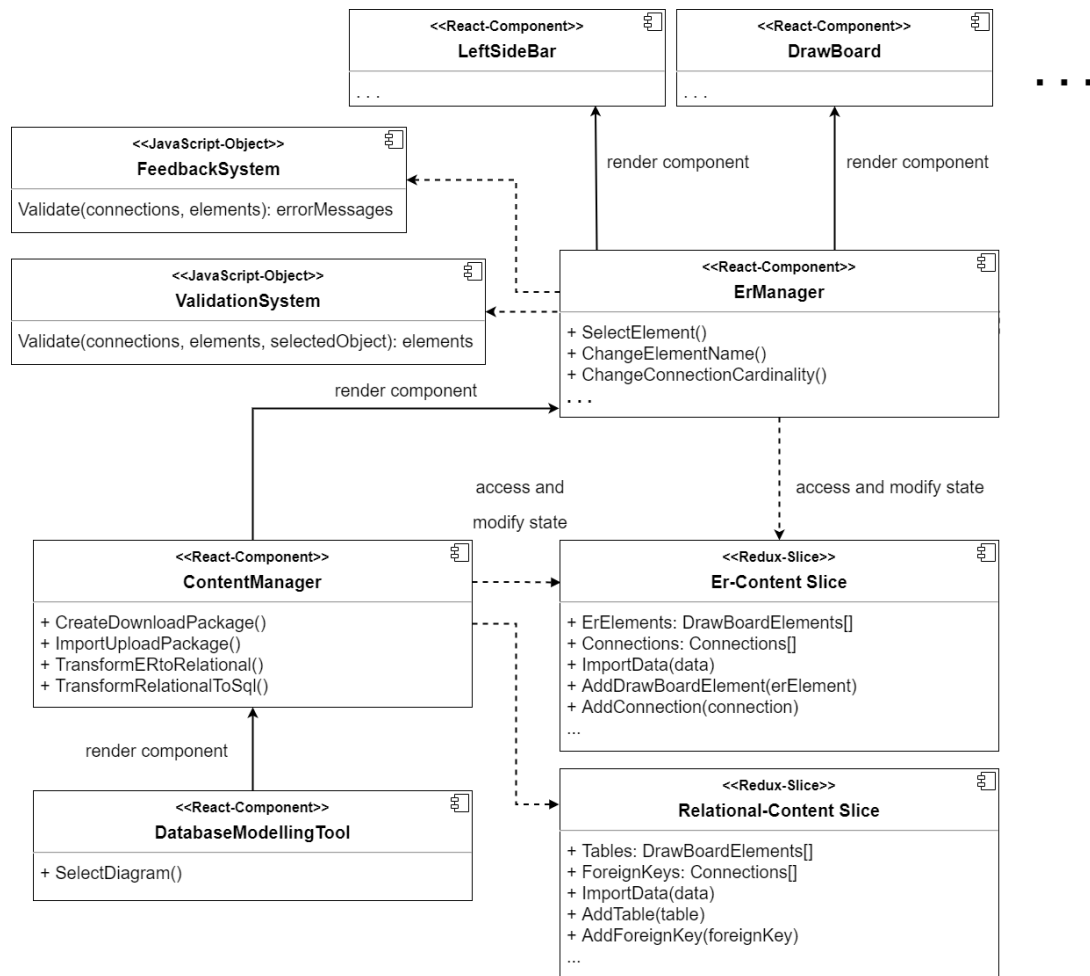 <<React-Component>>
LeftSideBar
. . .
<<React-Component>>
DrawBoard
. . .
. . .
<<JavaScript-Object>>
FeedbackSystem
Validate(connections, elements): errorMessages
render component
render component
<<JavaScript-Object>>
ValidationSystem
Validate(connections, elements, selectedObject): elements
<<React-Component>>
ErManager
+ SelectElement()
+ ChangeElementName()
+ ChangeConnectionCardinality()
. . .
render component
access and
modify state
access and modify state
<<React-Component>>
ContentManager
+ CreateDownloadPackage()
+ ImportUploadPackage()
+ TransformERtoRelational()
+ TransformRelationalToSql()
<<Redux-Slice>>
Er-Content Slice
+ ErElements: DrawBoardElements[]
+ Connections: Connections[]
+ ImportData(data)
+ AddDrawBoardElement(erElement)
+ AddConnection(connection)
...
render component
<<React-Component>>
DatabaseModellingTool
+ SelectDiagram()
<<Redux-Slice>>
Relational-Content Slice
+ Tables: DrawBoardElements[]
+ ForeignKeys: Connections[]
+ ImportData(data)
+ AddTable(table)
+ AddForeignKey(foreignKey)
...